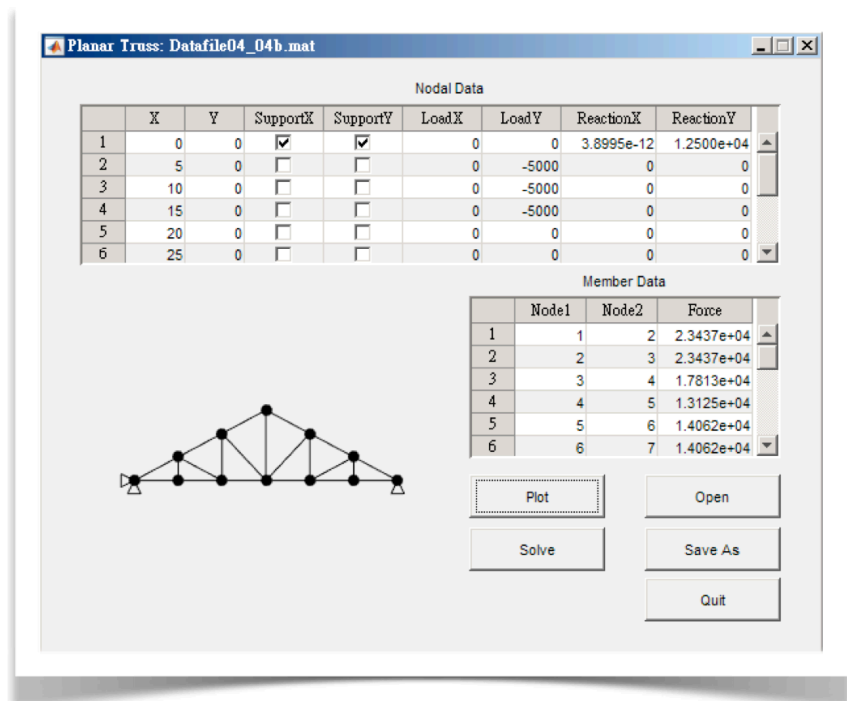 Planar Truss: Datafile04_04b.mat
Nodal Data
X Y SupportX SupportY LoadX LoadY ReactionX ReactionY
1 0 0 0 0 3.8995e-12 1.2500e+04
2 5 0 0 -5000 0 0
3 10 0 0 -5000 0 0
4 15 0 0 -5000 0 0
5 20 0 0 0 0 0
6 25 0 0 0 0 0
Member Data
Node1 Node2 Force
1 1 2 2.3437e+04
2 2 3 2.3437e+04
3 3 4 1.7813e+04
4 4 5 1.3125e+04
5 5 6 1.4062e+04
6 6 7 1.4062e+04
Plot Open
Solve Save As
Quit